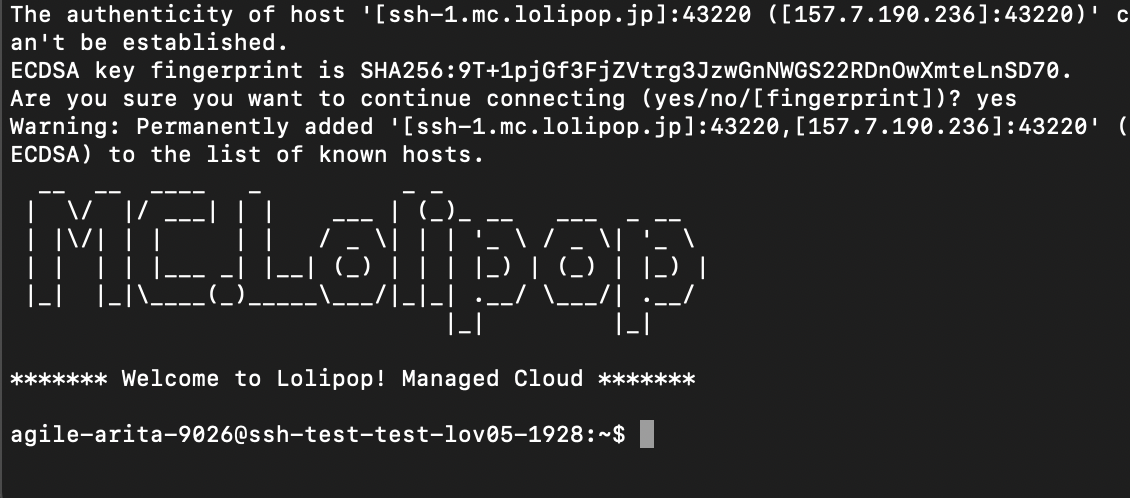 The authenticity of host '[ssh-1.mc.lolipop.jp]:43220 ([157.7.190.236]:43220)' c
an't be established.
ECDSA key fingerprint is SHA256:9T+1pjGf3FjZVtrg3JzwGnNWGS22RDnOwXmteLnSD70.
Are you sure you want to continue connecting (yes/no/[fingerprint])? yes
Warning: Permanently added '[ssh-1.mc.lolipop.jp]:43220,[157.7.190.236]:43220' (
ECDSA) to the list of known hosts.
MC.Lolipop
******* Welcome to Lolipop! Managed Cloud *******
agile-arita-9026@ssh-test-test-lov05-1928:~$